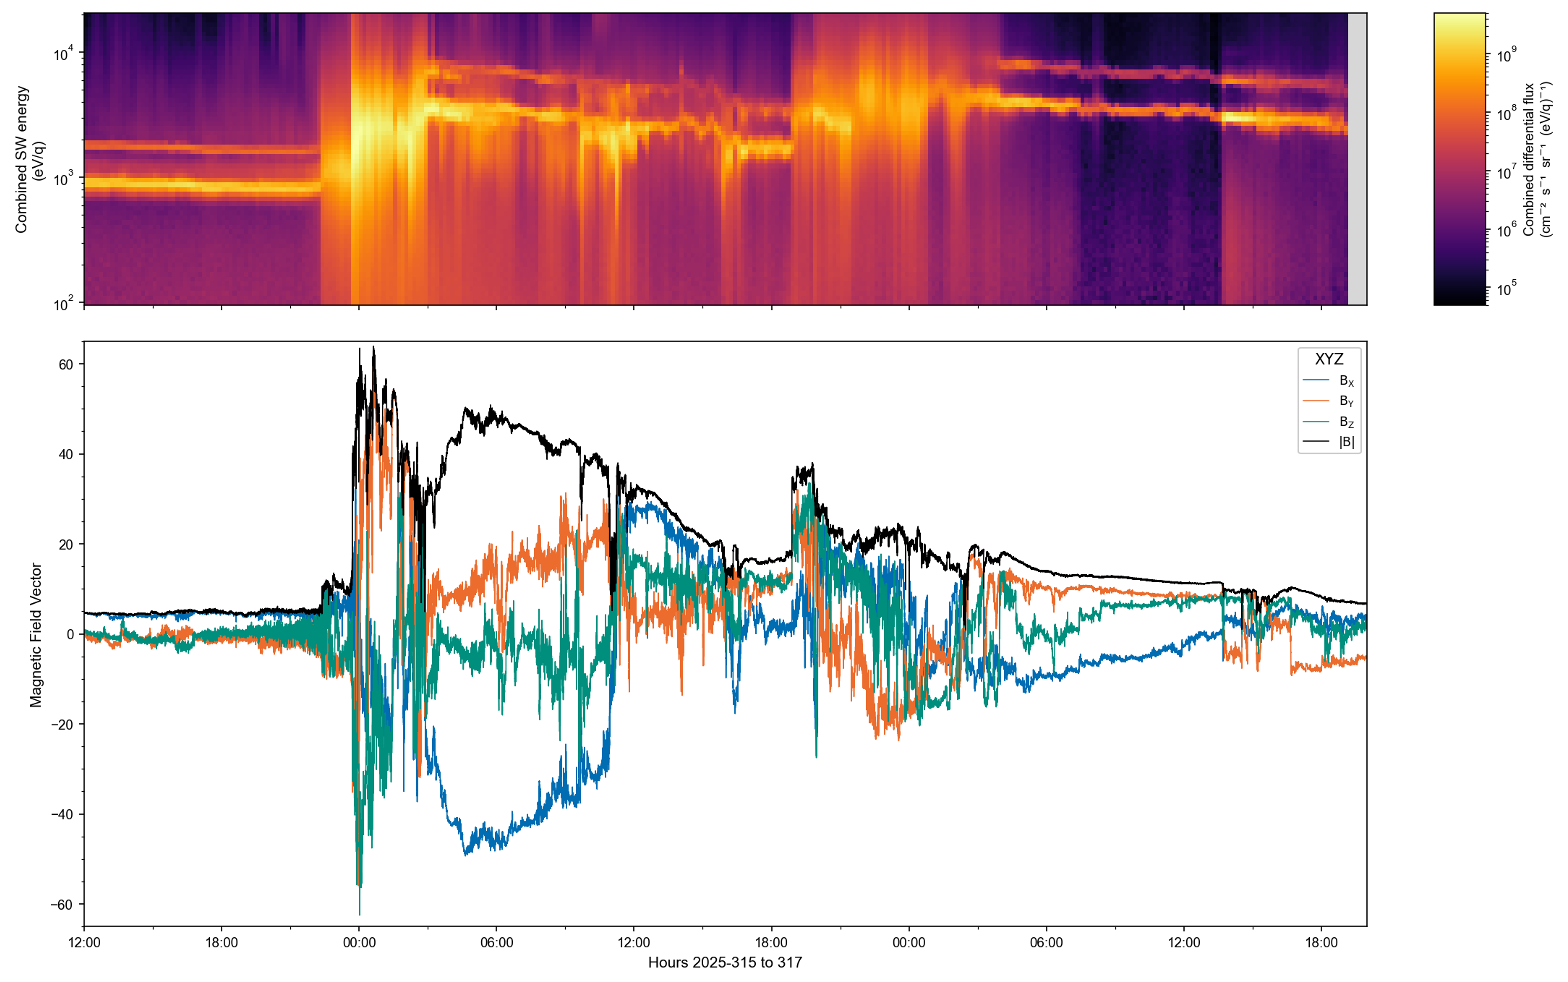 Combined SW energy
(eV/q)
10⁴
10³
10²
10⁹
10⁸
10⁷
10⁶
10⁵
Combined differential flux
(cm⁻² s⁻¹ sr⁻¹ (eV/q)⁻¹)
Magnetic Field Vector
60
40
20
0
−20
−40
−60
XYZ
B_X
B_Y
B_Z
|B|
12:00 18:00 00:00 06:00 12:00 18:00 00:00 06:00 12:00 18:00
Hours 2025-315 to 317